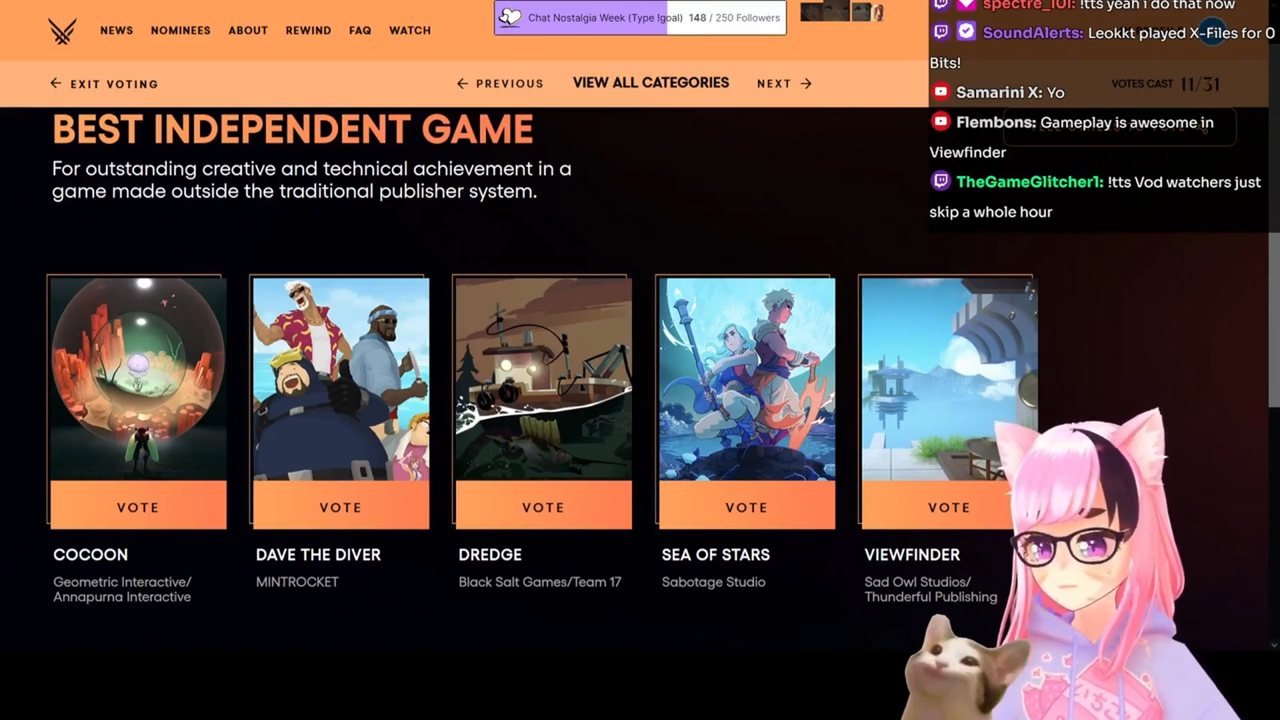 Chat Nostalgia Week (Type !goal) 148 / 250 Followers
NEWS NOMINEES ABOUT REWIND FAQ WATCH
spectre_101: !tts yeah i do that now
SoundAlerts: Leokkt played X-Files for 0
Bits!
Samarini X: Yo
Flembons: Gameplay is awesome in
Viewfinder
TheGameGlitcher1: !tts Vod watchers just
skip a whole hour
EXIT VOTING
PREVIOUS
VIEW ALL CATEGORIES
NEXT
VOTES CAST 11/31
BEST INDEPENDENT GAME
For outstanding creative and technical achievement in a
game made outside the traditional publisher system.
VOTE
VOTE
VOTE
VOTE
VOTE
COCOON
Geometric Interactive/
Annapurna Interactive
DAVE THE DIVER
MINTROCKET
DREDGE
Black Salt Games/Team 17
SEA OF STARS
Sabotage Studio
VIEWFINDER
Sad Owl Studios/
Thunderful Publishing